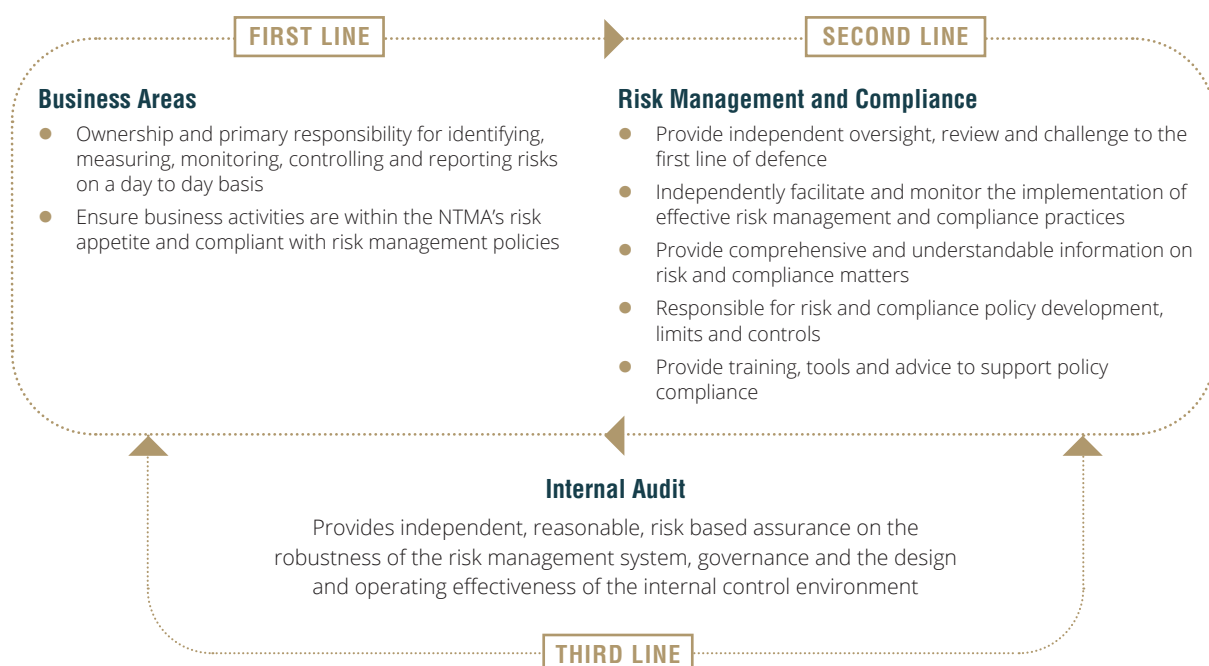 FIRST LINE
Business Areas
Ownership and primary responsibility for identifying,
measuring, monitoring, controlling and reporting risks
on a day to day basis
Ensure business activities are within the NTMA’s risk
appetite and compliant with risk management policies
SECOND LINE
Risk Management and Compliance
Provide independent oversight, review and challenge to the
first line of defence
Independently facilitate and monitor the implementation of
effective risk management and compliance practices
Provide comprehensive and understandable information on
risk and compliance matters
Responsible for risk and compliance policy development,
limits and controls
Provide training, tools and advice to support policy
compliance
Internal Audit
Provides independent, reasonable, risk based assurance on the
robustness of the risk management system, governance and the design
and operating effectiveness of the internal control environment
THIRD LINE